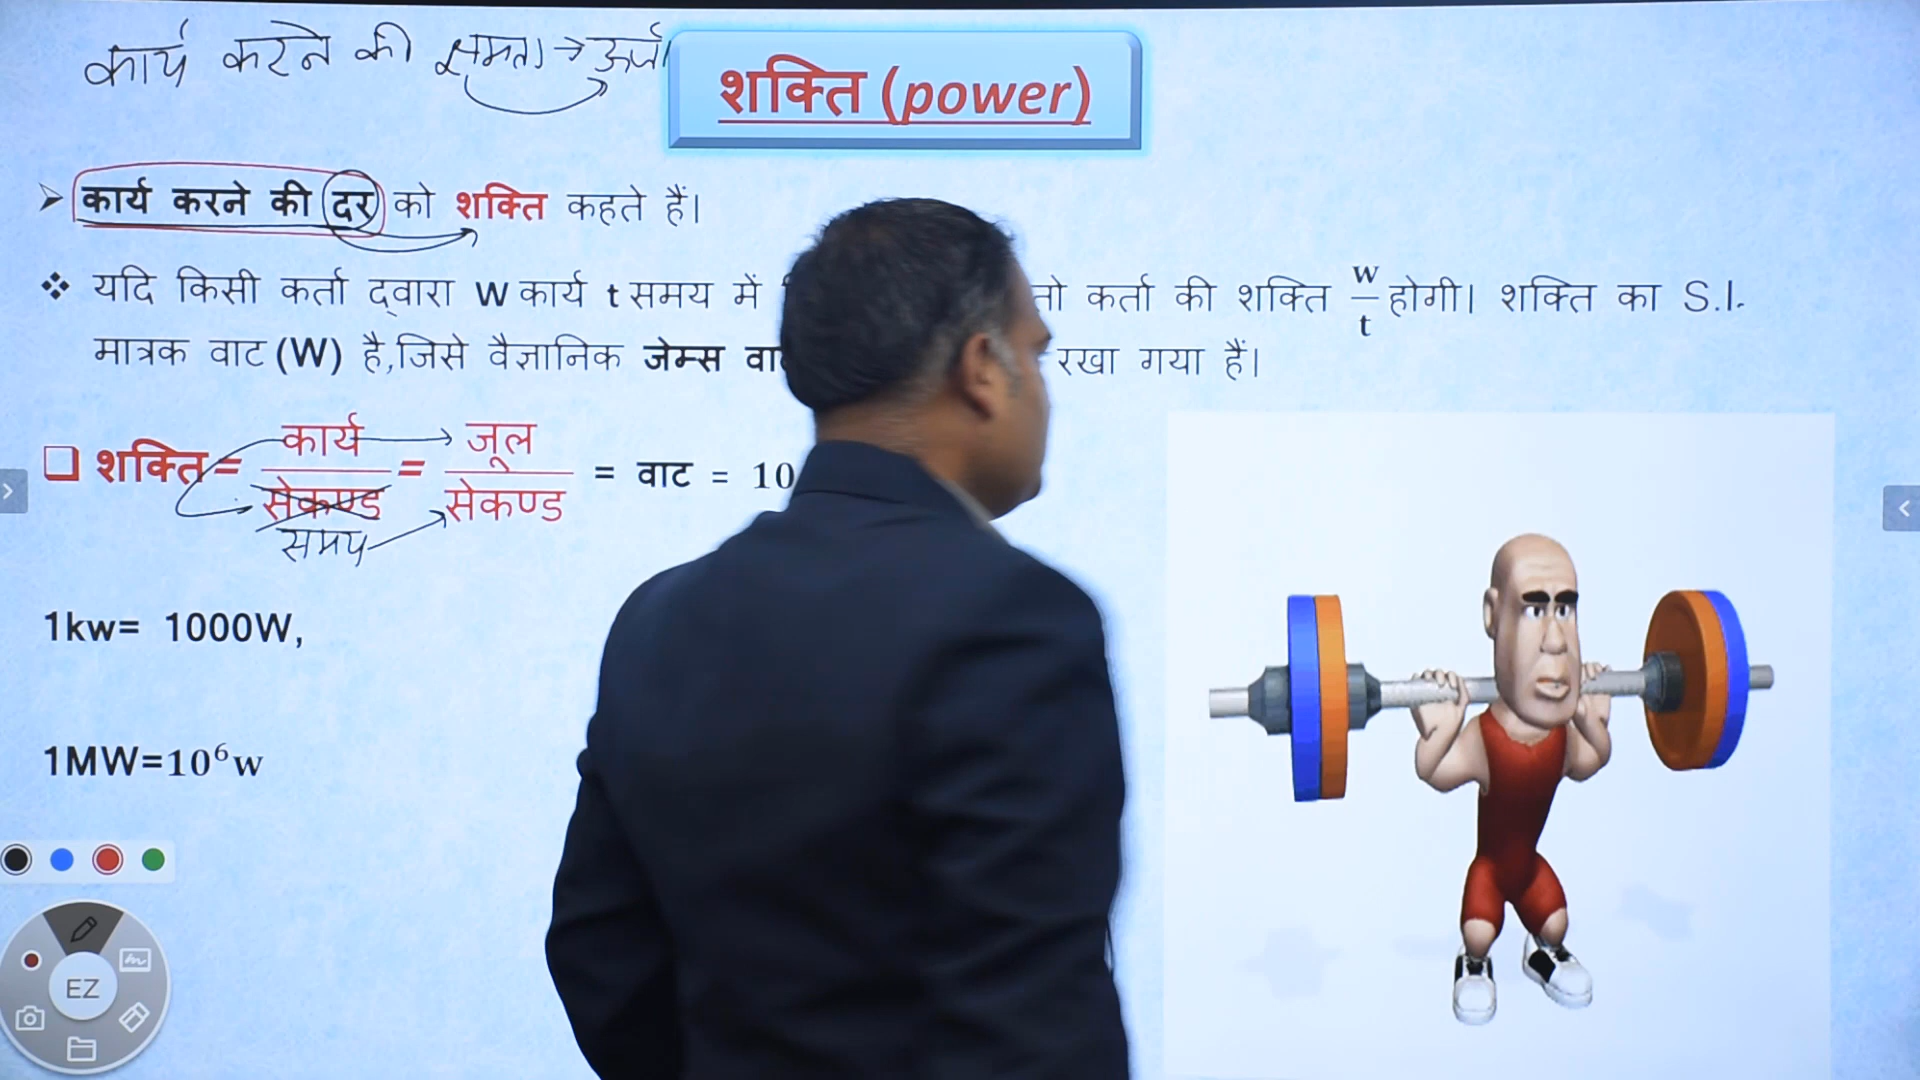 कार्य करने की क्षमता → ऊर्जा
शक्ति (power)
कार्य करने की दर को शक्ति कहते हैं।
यदि किसी कर्ता द्वारा W कार्य t समय में तो कर्ता की शक्ति w/t होगी। शक्ति का S.I.
मात्रक वाट (W) है,जिसे वैज्ञानिक जेम्स रखा गया हैं।
शक्ति= कार्य/सेकण्ड = जूल/सेकण्ड = वाट = 10
समय
1kw= 1000W,
1MW=10⁶w
EZ